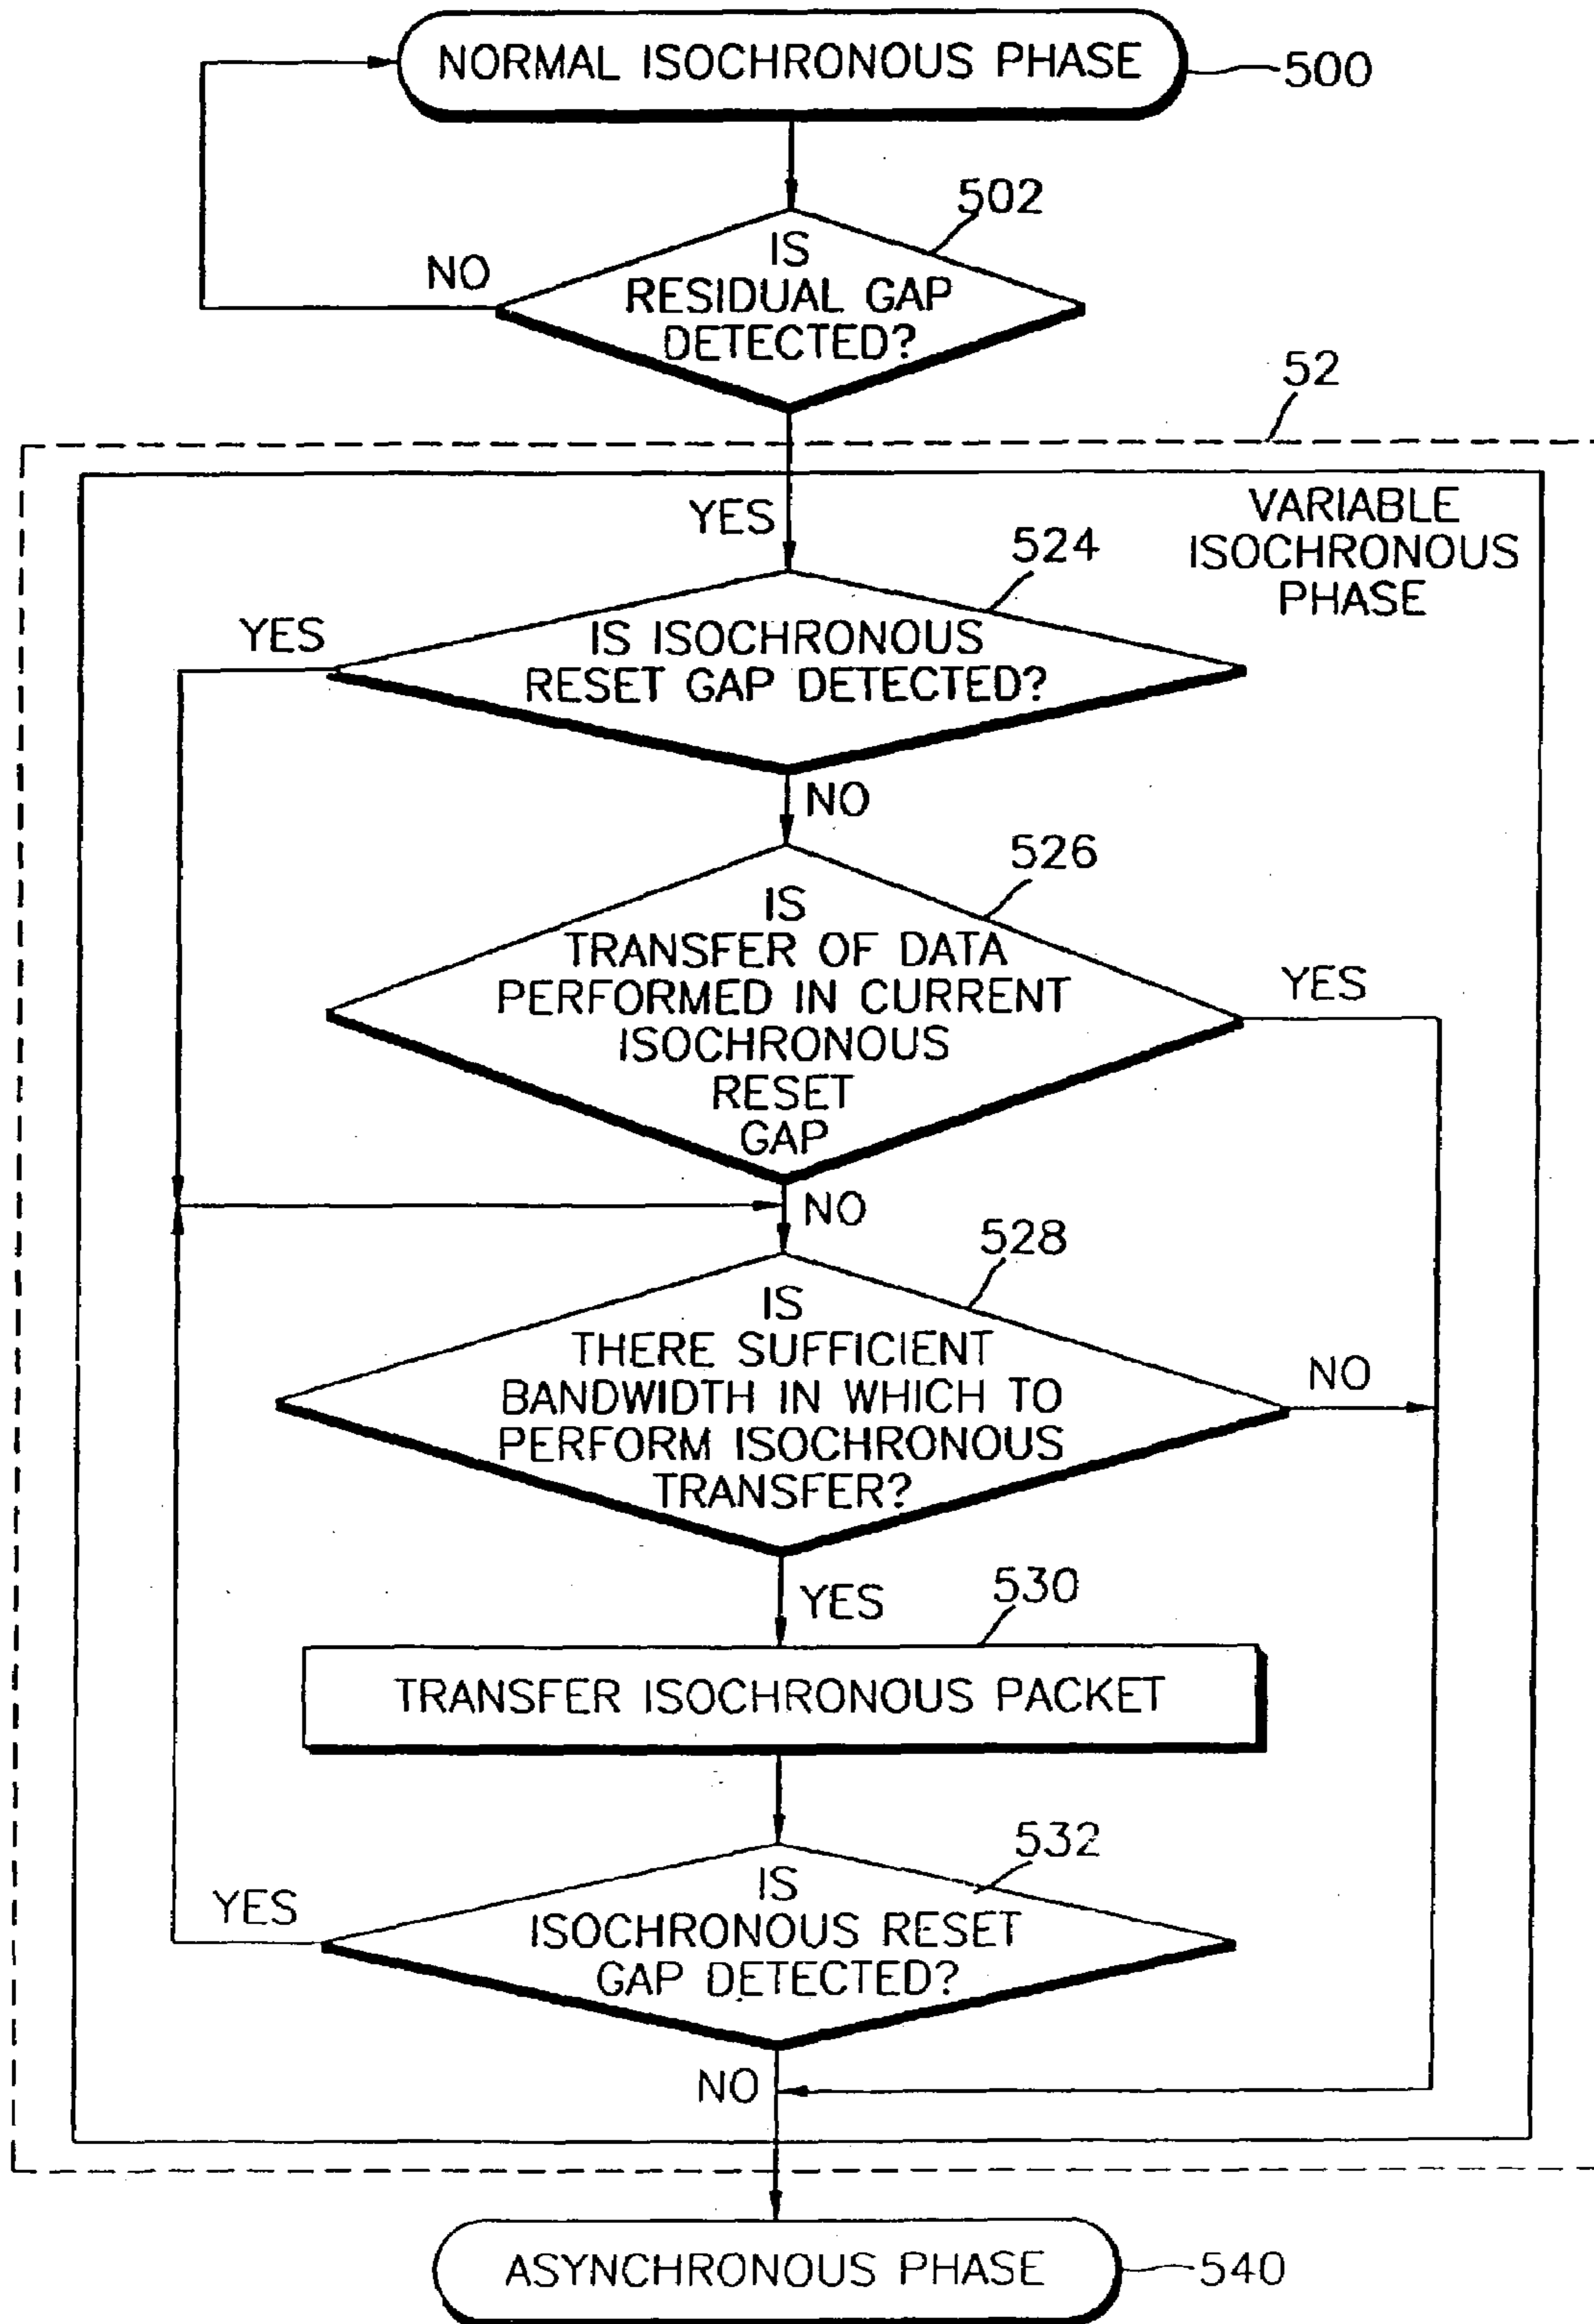 NORMAL ISOCHRONOUS PHASE
500
502
IS
RESIDUAL GAP
DETECTED?
NO
52
YES
VARIABLE
ISOCHRONOUS
PHASE
524
YES
IS ISOCHRONOUS
RESET GAP DETECTED?
NO
526
IS
TRANSFER OF DATA
PERFORMED IN CURRENT
ISOCHRONOUS
RESET
GAP
YES
NO
528
IS
THERE SUFFICIENT
BANDWIDTH IN WHICH TO
PERFORM ISOCHRONOUS
TRANSFER?
NO
YES
530
TRANSFER ISOCHRONOUS PACKET
532
IS
ISOCHRONOUS RESET
GAP DETECTED?
YES
NO
ASYNCHRONOUS PHASE
540